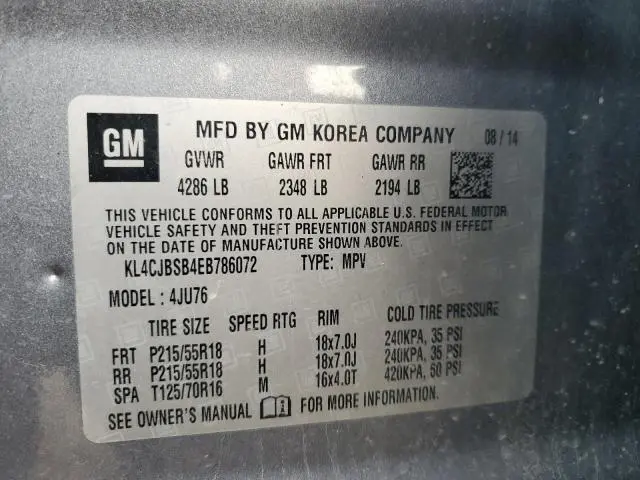 GM MFD BY GM KOREA COMPANY 08/14
GVWR GAWR FRT GAWR RR
4286 LB 2348 LB 2194 LB
THIS VEHICLE CONFORMS TO ALL APPLICABLE U.S. FEDERAL MOTOR
VEHICLE SAFETY AND THEFT PREVENTION STANDARDS IN EFFECT
ON THE DATE OF MANUFACTURE SHOWN ABOVE.
KL4CJBSB4EB786072 TYPE: MPV
MODEL : 4JU76
TIRE SIZE SPEED RTG RIM COLD TIRE PRESSURE
FRT P215/55R18 H 18x7.0J 240KPA, 35 PSI
RR P215/55R18 H 18x7.0J 240KPA, 35 PSI
SPA T125/70R16 M 16x4.0T 420KPA, 60 PSI
SEE OWNER'S MANUAL FOR MORE INFORMATION.